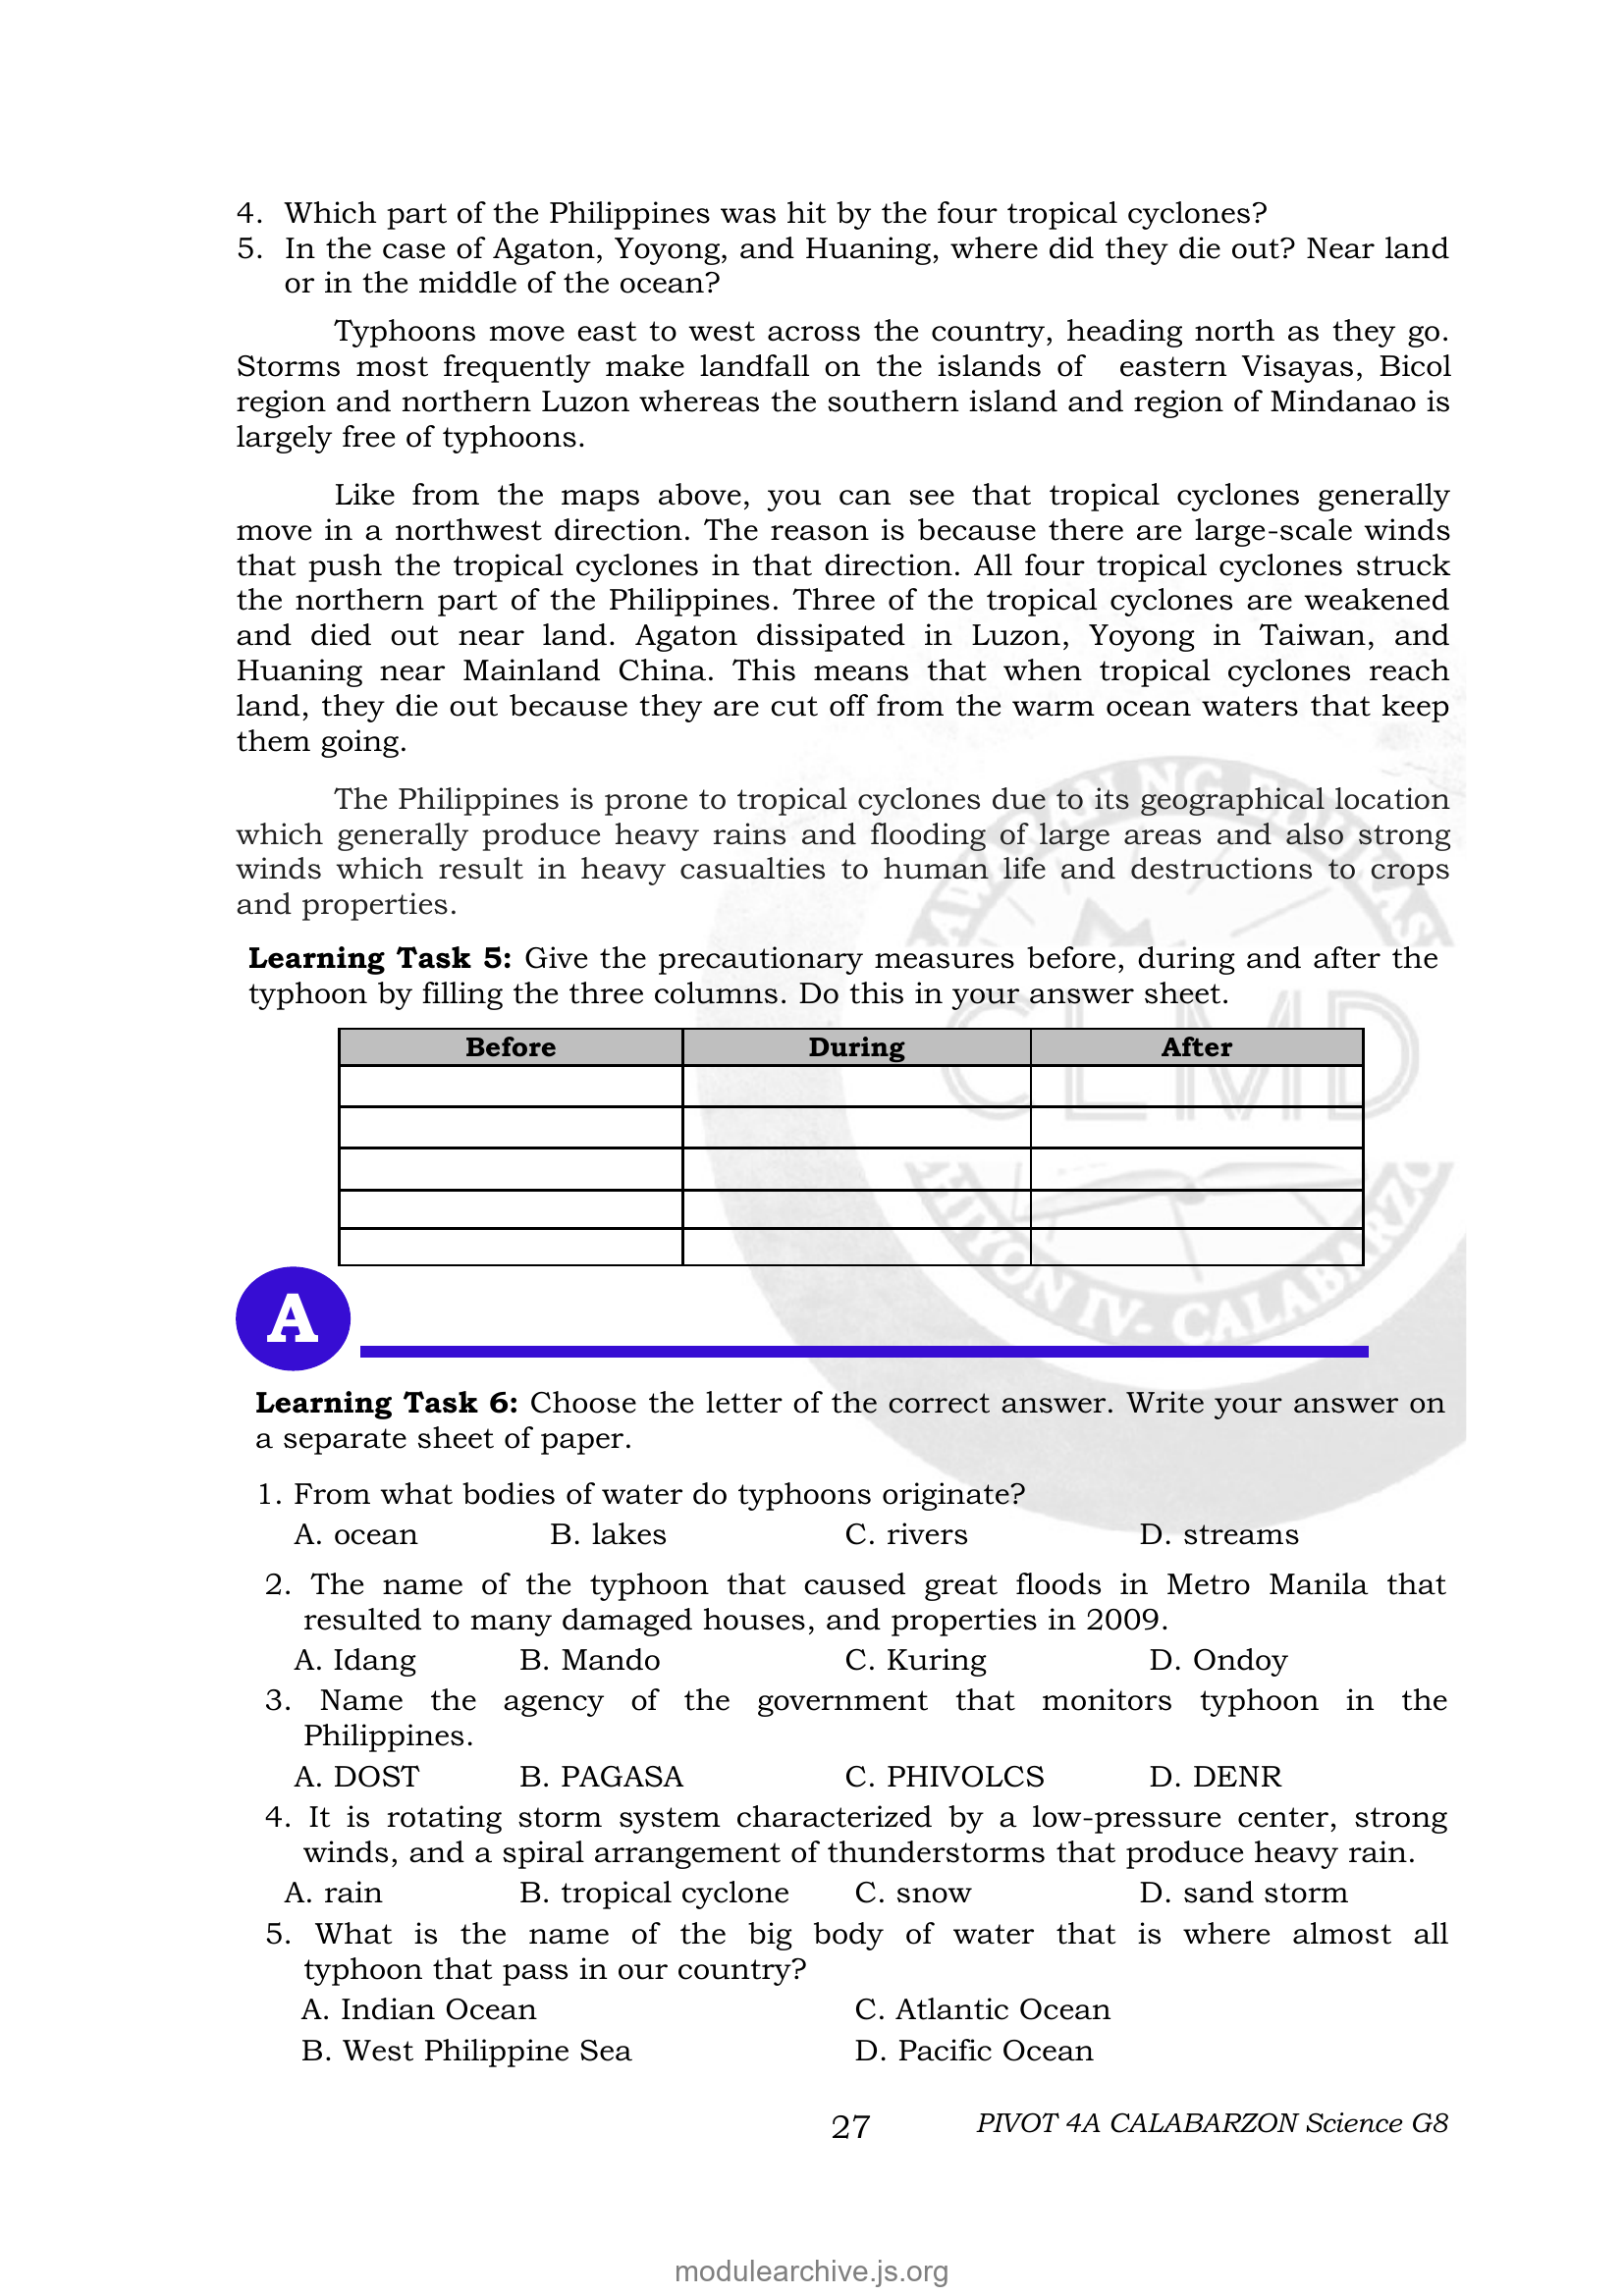 4. Which part of the Philippines was hit by the four tropical cyclones?
5. In the case of Agaton, Yoyong, and Huaning, where did they die out? Near land
or in the middle of the ocean?
Typhoons move east to west across the country, heading north as they go.
Storms most frequently make landfall on the islands of eastern Visayas, Bicol
region and northern Luzon whereas the southern island and region of Mindanao is
largely free of typhoons.
Like from the maps above, you can see that tropical cyclones generally
move in a northwest direction. The reason is because there are large-scale winds
that push the tropical cyclones in that direction. All four tropical cyclones struck
the northern part of the Philippines. Three of the tropical cyclones are weakened
and died out near land. Agaton dissipated in Luzon, Yoyong in Taiwan, and
Huaning near Mainland China. This means that when tropical cyclones reach
land, they die out because they are cut off from the warm ocean waters that keep
them going.
The Philippines is prone to tropical cyclones due to its geographical location
which generally produce heavy rains and flooding of large areas and also strong
winds which result in heavy casualties to human life and destructions to crops
and properties.
Learning Task 5: Give the precautionary measures before, during and after the
typhoon by filling the three columns. Do this in your answer sheet.
Before During After
CLMD
IV- CALABARZO
A
Learning Task 6: Choose the letter of the correct answer. Write your answer on
a separate sheet of paper.
1. From what bodies of water do typhoons originate?
A. ocean B. lakes C. rivers D. streams
2. The name of the typhoon that caused great floods in Metro Manila that
resulted to many damaged houses, and properties in 2009.
A. Idang B. Mando C. Kuring D. Ondoy
3. Name the agency of the government that monitors typhoon in the
Philippines.
A. DOST B. PAGASA C. PHIVOLCS D. DENR
4. It is rotating storm system characterized by a low-pressure center, strong
winds, and a spiral arrangement of thunderstorms that produce heavy rain.
A. rain B. tropical cyclone C. snow D. sand storm
5. What is the name of the big body of water that is where almost all
typhoon that pass in our country?
A. Indian Ocean C. Atlantic Ocean
B. West Philippine Sea D. Pacific Ocean
27 PIVOT 4A CALABARZON Science G8
modulearchive.js.org